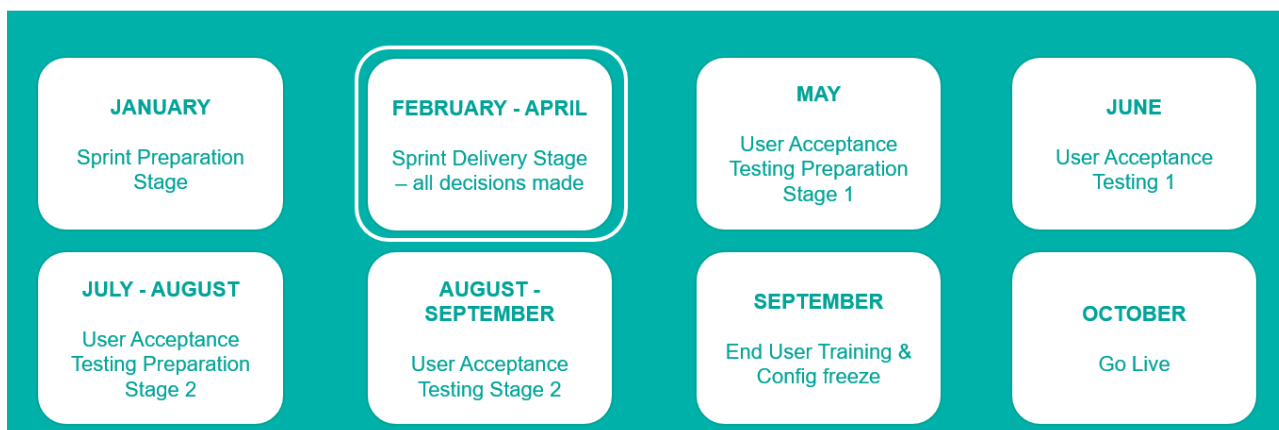 JANUARY
Sprint Preparation
Stage
FEBRUARY - APRIL
Sprint Delivery Stage
– all decisions made
MAY
User Acceptance
Testing Preparation
Stage 1
JUNE
User Acceptance
Testing 1
JULY - AUGUST
User Acceptance
Testing Preparation
Stage 2
AUGUST -
SEPTEMBER
User Acceptance
Testing Stage 2
SEPTEMBER
End User Training &
Config freeze
OCTOBER
Go Live